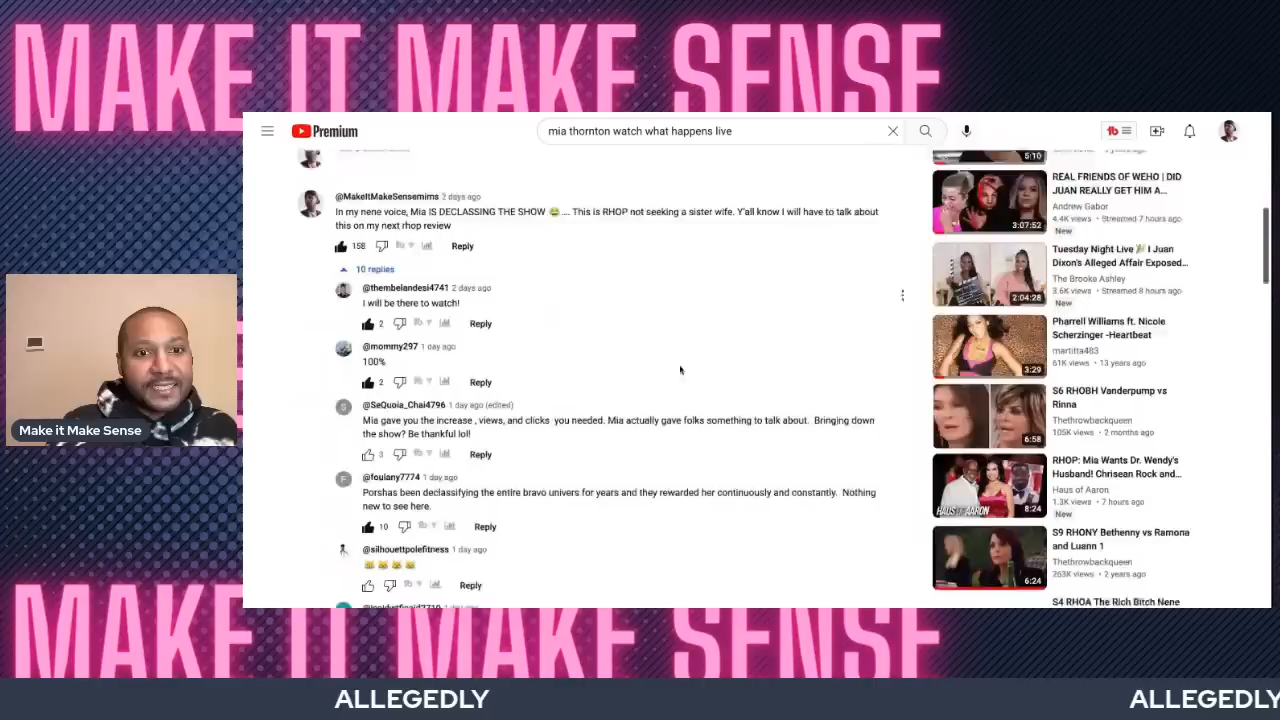 MAKE IT MAKE SENSE
Premium
mia thornton watch what happens live
5:10
@MakeItMakeSensemims 2 days ago
In my nene voice, Mia IS DECLASSING THE SHOW 😂 .... This is RHOP not seeking a sister wife. Y'all know I will have to talk about
this on my next rhop review
158 Reply
10 replies
@thembelandesi4741 2 days ago
I will be there to watch!
2 Reply
@mommy297 1 day ago
100%
2 Reply
S
@SeQuoia_Chai4796 1 day ago (edited)
Mia gave you the increase , views, and clicks you needed. Mia actually gave folks something to talk about. Bringing down
the show? Be thankful lol!
3 Reply
F
@foulany7774 1 day ago
Porshas been declassifying the entire bravo univers for years and they rewarded her continuously and constantly. Nothing
new to see here.
10 Reply
@silhouettpolefitness 1 day ago
😂 😂 😂 😂
Reply
REAL FRIENDS OF WEHO | DID
JUAN REALLY GET HIM A...
Andrew Gabor
4.4K views • Streamed 7 hours ago
New
3:07:52
Tuesday Night Live 🎉 I Juan
Dixon's Alleged Affair Exposed...
The Brooke Ashley
3.6K views • Streamed 8 hours ago
New
2:04:28
Pharrell Williams ft. Nicole
Scherzinger -Heartbeat
martitta483
61K views • 13 years ago
3:29
S6 RHOBH Vanderpump vs
Rinna
Thethrowbackqueen
105K views • 2 months ago
6:58
RHOP: Mia Wants Dr. Wendy's
Husband! Chrisean Rock and...
Haus of Aaron
1.3K views • 7 hours ago
New
HAUS OF AARON
8:24
S9 RHONY Bethenny vs Ramona
and Luann 1
Thethrowbackqueen
263K views • 2 years ago
6:24
S4 RHOA The Rich Bitch Nene
Make it Make Sense
MAKE IT MAKE SENSE
ALLEGEDLY
ALLEGEDLY